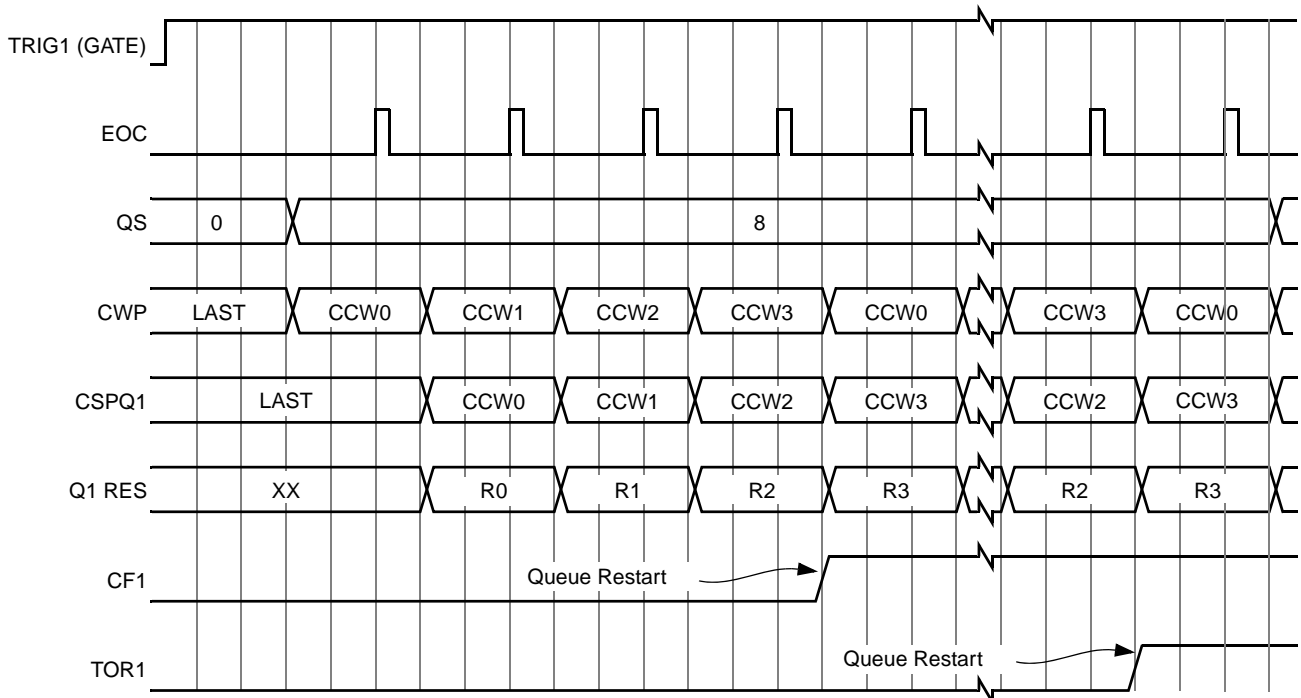 TRIG1 (GATE)
EOC
QS 0 8
CWP LAST CCW0 CCW1 CCW2 CCW3 CCW0 CCW3 CCW0
CSPQ1 LAST CCW0 CCW1 CCW2 CCW3 CCW2 CCW3
Q1 RES XX R0 R1 R2 R3 R2 R3
CF1 Queue Restart
TOR1 Queue Restart